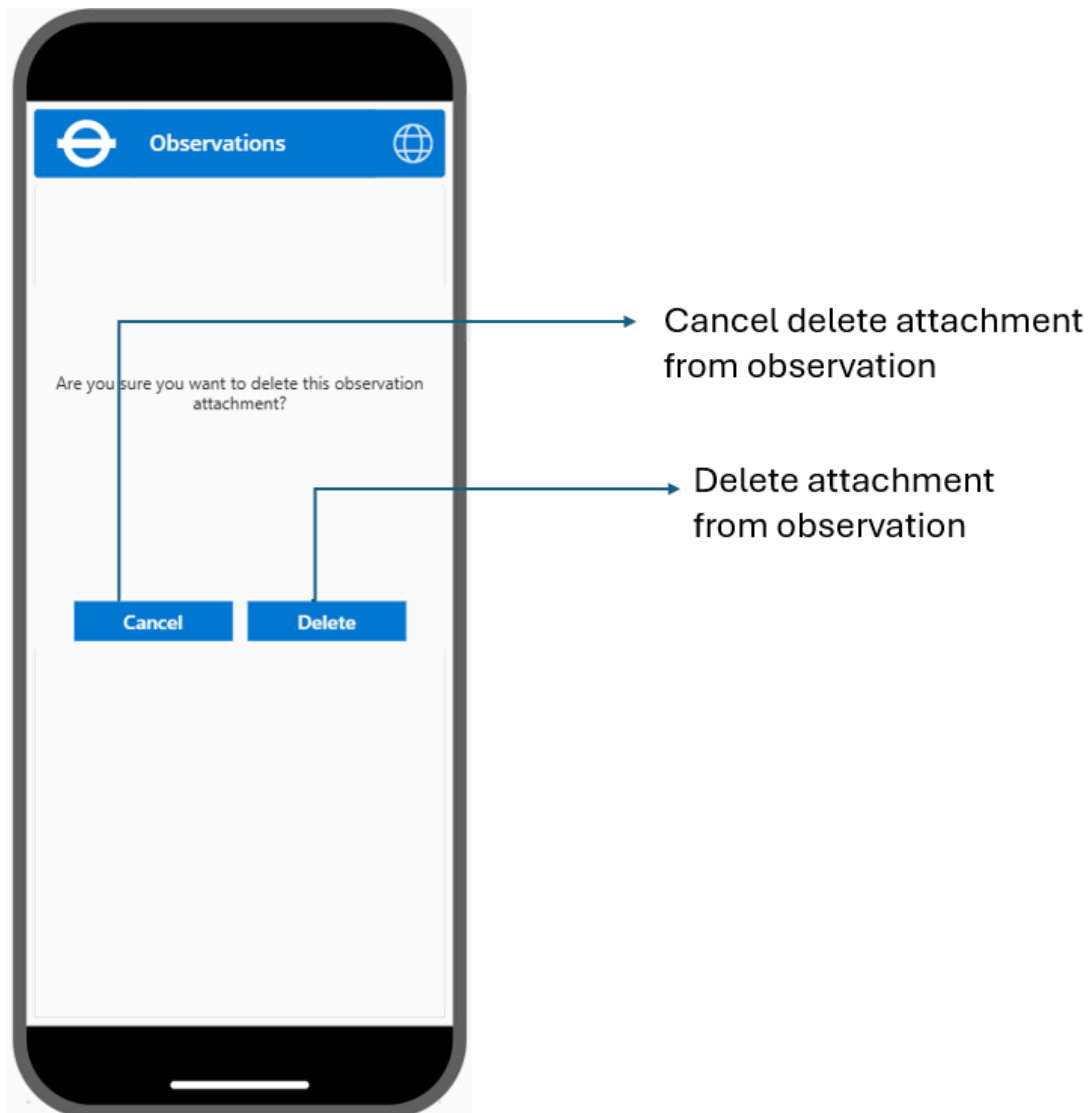 Observations
Cancel delete attachment
from observation
Are you sure you want to delete this observation
attachment?
Delete attachment
from observation
Cancel
Delete